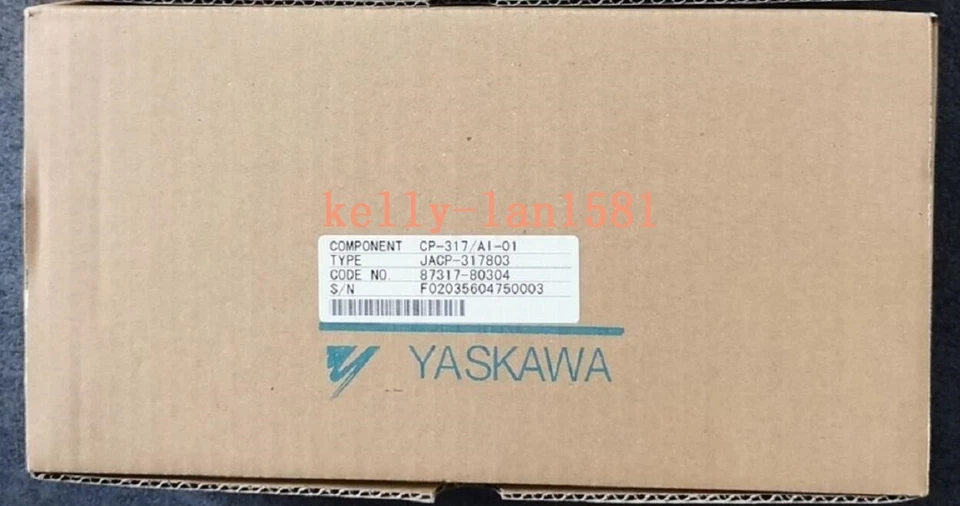 kelly-lan1581
COMPONENT CP-317/AI-01
TYPE JACP-317803
CODE NO. 87317-80304
S/N F02035604750003
YASKAWA